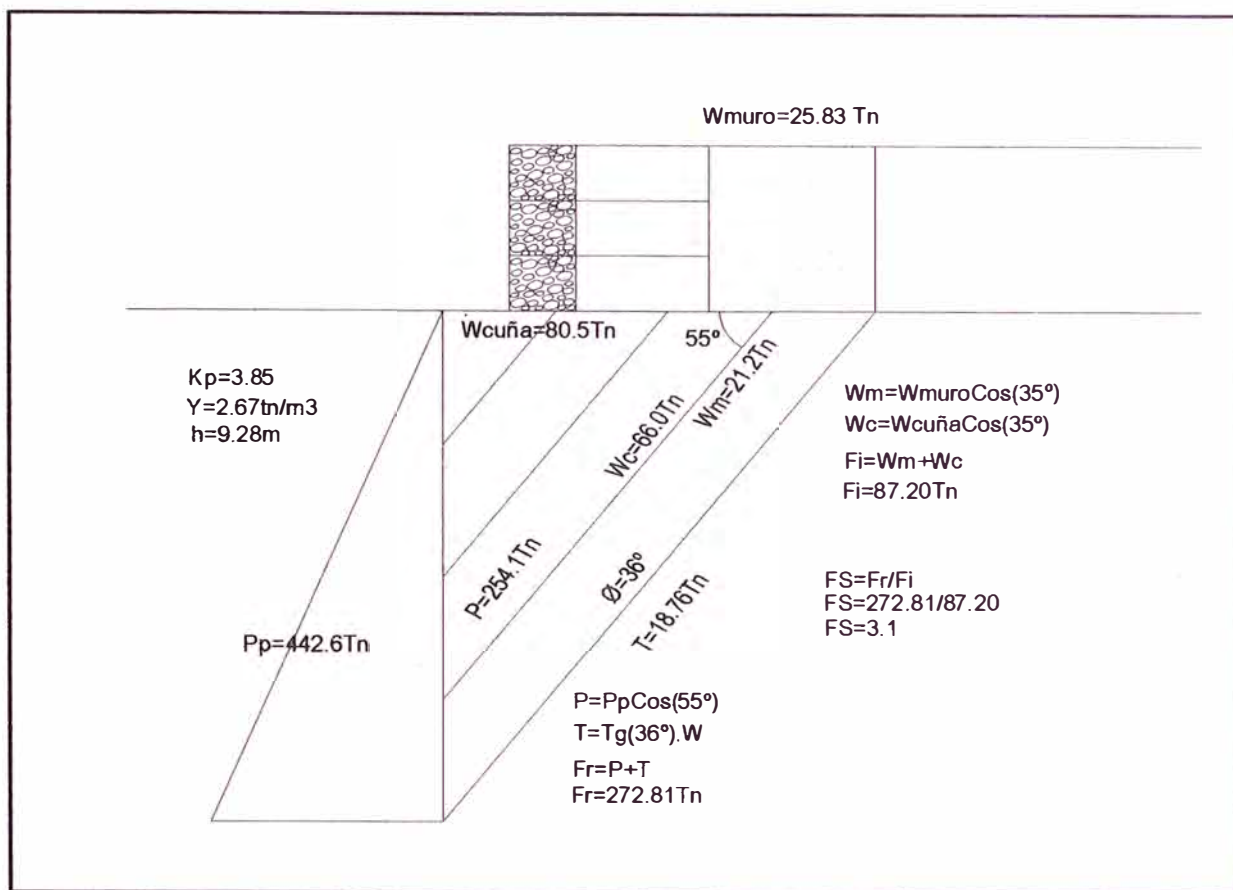 Wmuro=25.83 Tn
Wcuña=80.5Tn
55º
Kp=3.85
Y=2.67tn/m3
h=9.28m
Wc=66.0Tn
Wm=21.2Tn
Wm=WmuroCos(35º)
Wc=WcuñaCos(35º)
Fi=Wm+Wc
Fi=87.20Tn
P=254.1Tn
Ø=36º
T=18.76Tn
FS=Fr/Fi
FS=272.81/87.20
FS=3.1
Pp=442.6Tn
P=PpCos(55º)
T=Tg(36º).W
Fr=P+T
Fr=272.81Tn